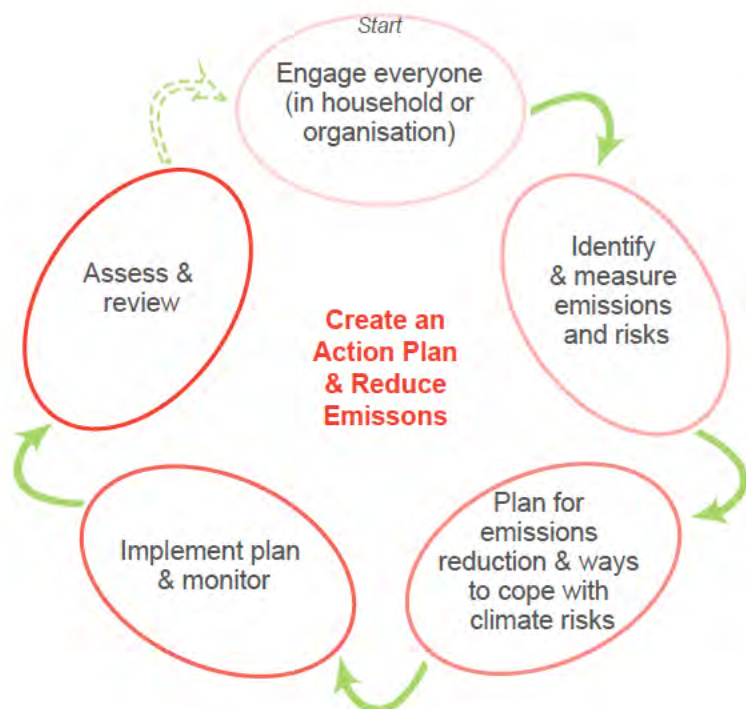 Start
Engage everyone
(in household or
organisation)
Identify
& measure
emissions
and risks
Plan for
emissions
reduction & ways
to cope with
climate risks
Implement plan
& monitor
Assess &
review
Create an
Action Plan
& Reduce
Emissons